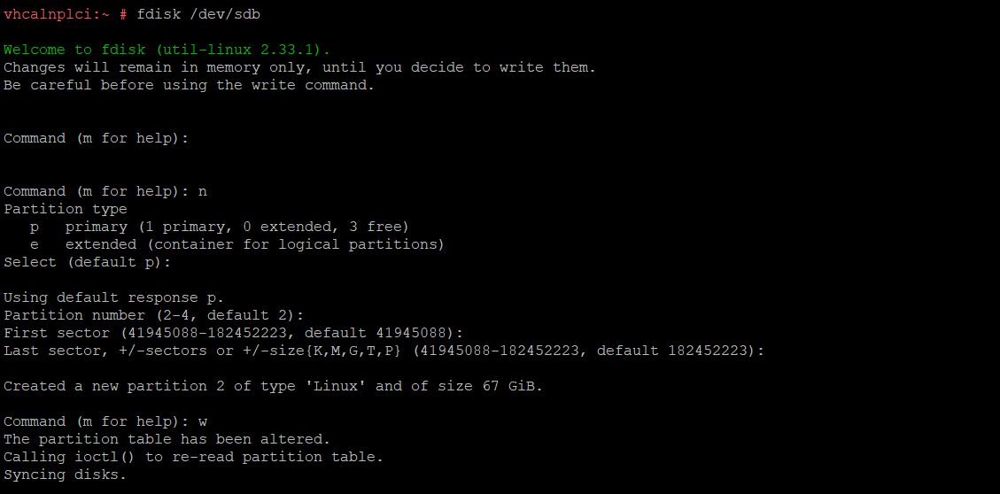 vhcalnplci:~ # fdisk /dev/sdb
Welcome to fdisk (util-linux 2.33.1).
Changes will remain in memory only, until you decide to write them.
Be careful before using the write command.
Command (m for help):
Command (m for help): n
Partition type
   p   primary (1 primary, 0 extended, 3 free)
   e   extended (container for logical partitions)
Select (default p):
Using default response p.
Partition number (2-4, default 2):
First sector (41945088-182452223, default 41945088):
Last sector, +/-sectors or +/-size{K,M,G,T,P} (41945088-182452223, default 182452223):
Created a new partition 2 of type 'Linux' and of size 67 GiB.
Command (m for help): w
The partition table has been altered.
Calling ioctl() to re-read partition table.
Syncing disks.